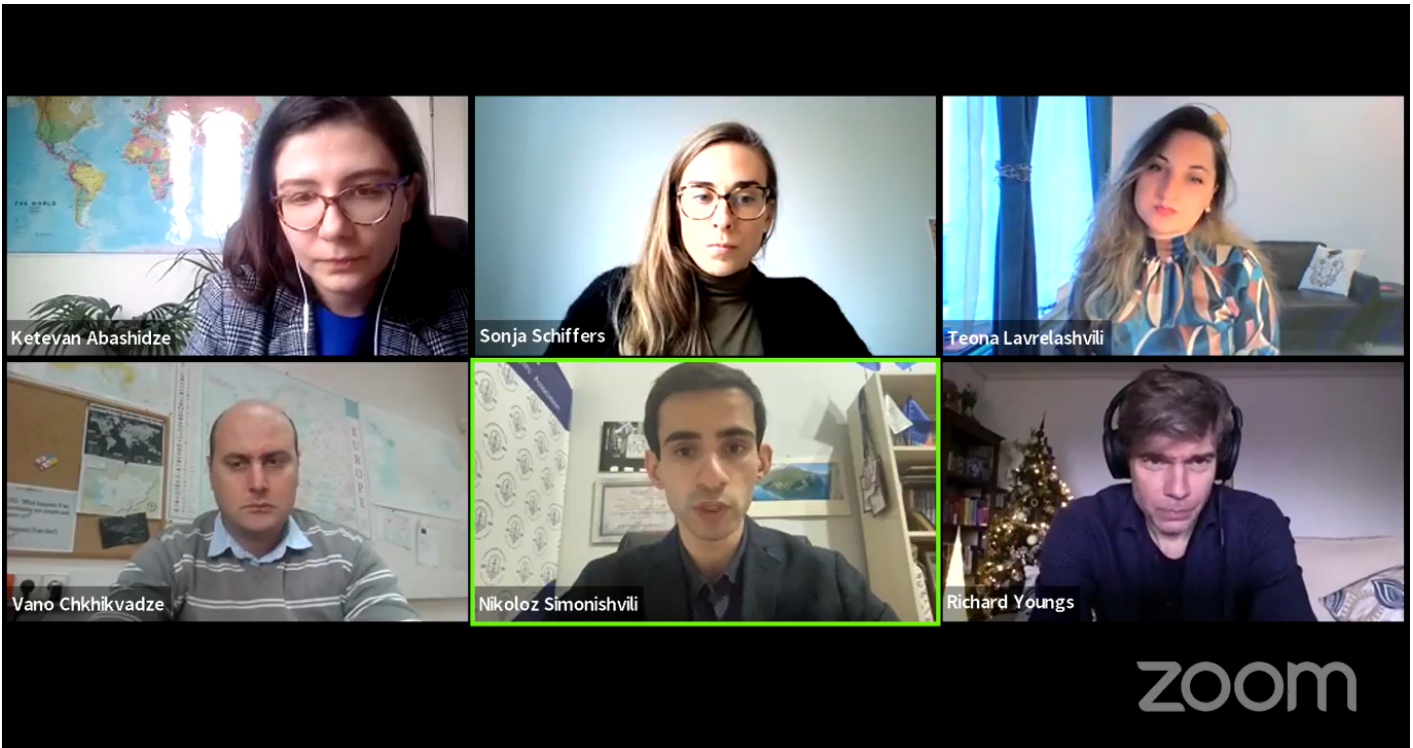 THE WORLD
Ketevan Abashidze
Sonja Schiffers
Teona Lavrelashvili
EUROPE
Vano Chkhikvadze
Nikoloz Simonishvili
Richard Youngs
zoom